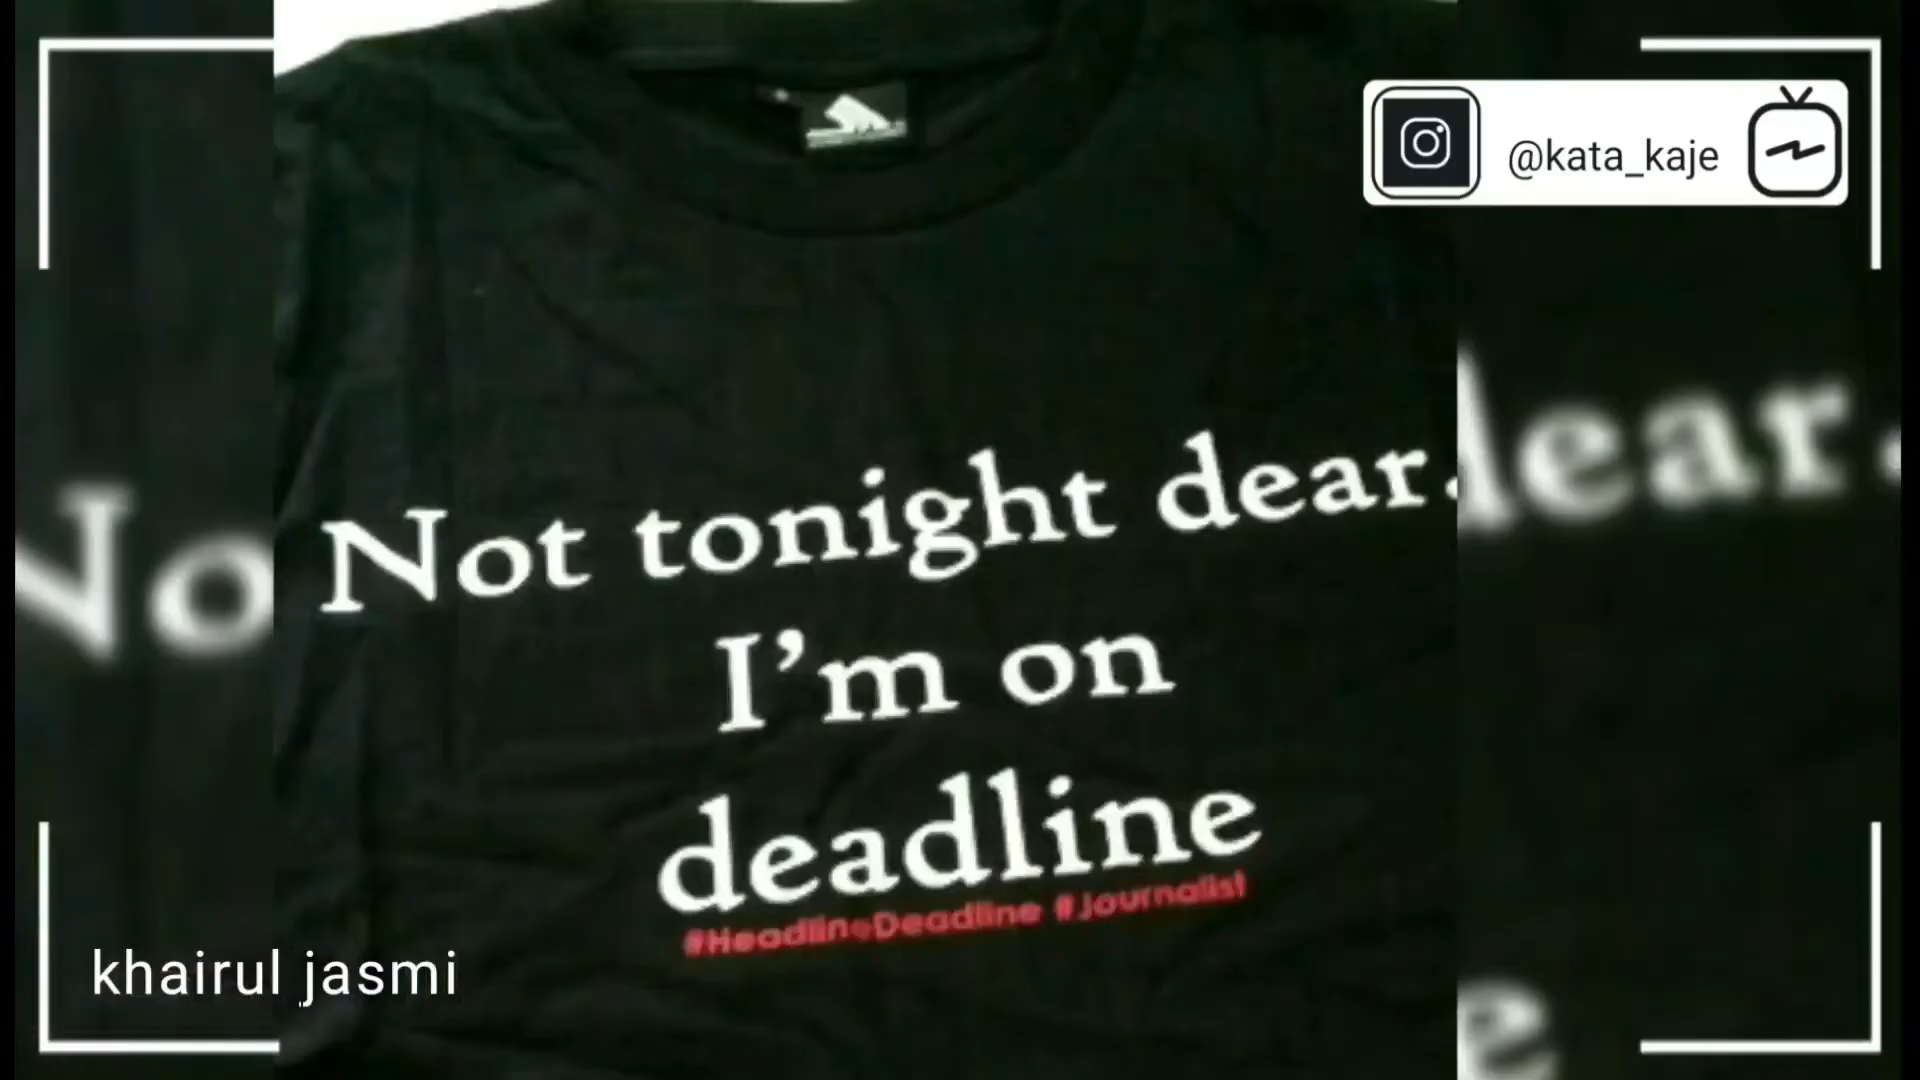 @kata_kaje
Not tonight dear.
I’m on
deadline
#HeadlineDeadline #Journalist
khairul jasmi